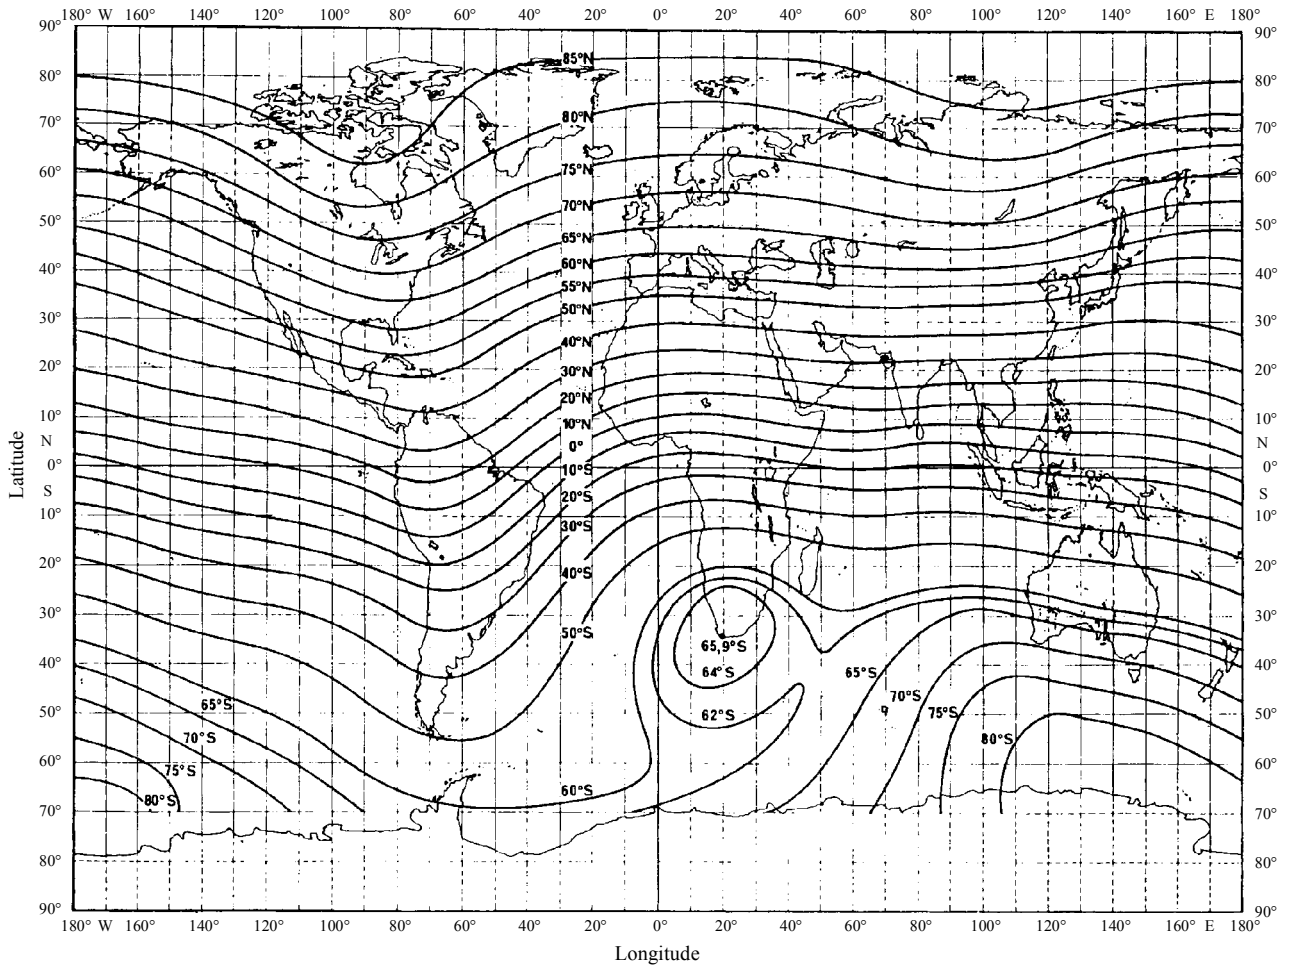 180° W 160° 140° 120° 100° 80° 60° 40° 20° 0° 20° 40° 60° 80° 100° 120° 140° 160° E 180°
90° 90°
85°N
80° 80°
80°N
70° 70°
75°N
60° 60°
70°N
50° 50°
65°N
60°N
40° 40°
55°N
50°N
30° 30°
40°N
20° 30°N 20°
20°N
10° 10°N 10°
N 0° N
Latitude
0° 10°S 0°
S 20°S S
10° 30°S 10°
20° 40°S 20°
30° 50°S 30°
65,9°S
40° 64°S 65°S 40°
65°S 70°S
50° 62°S 75°S 50°
70°S 80°S
60° 75°S 60°
80°S 60°S
70° 70°
80° 80°
90° 90°
180° W 160° 140° 120° 100° 80° 60° 40° 20° 0° 20° 40° 60° 80° 100° 120° 140° 160° E 180°
Longitude